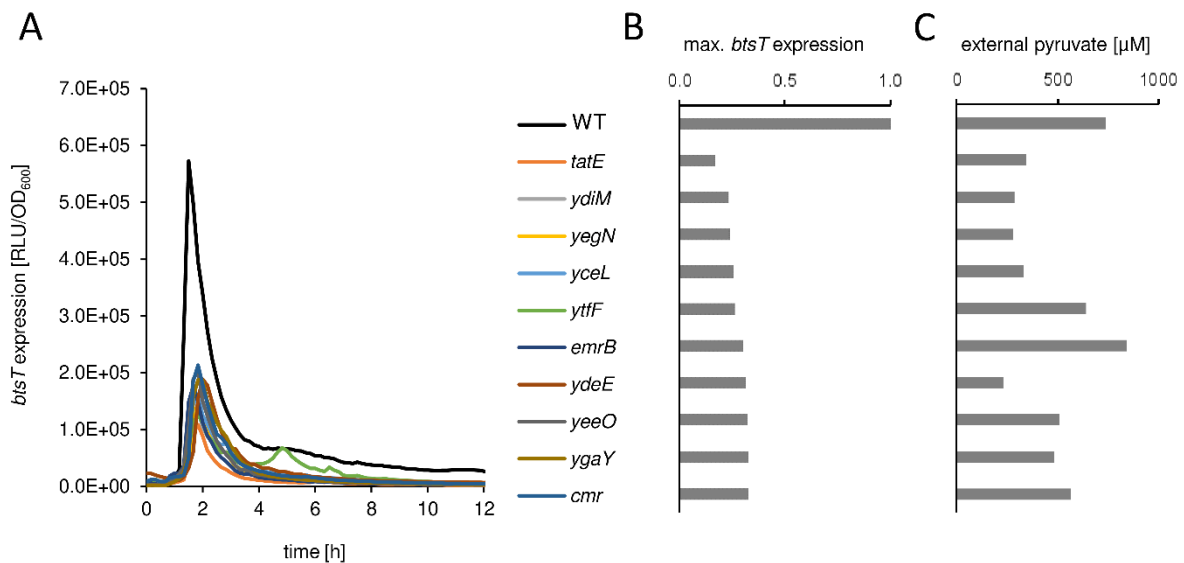 A
btsT expression [RLU/OD600]
7.0E+05
6.0E+05
5.0E+05
4.0E+05
3.0E+05
2.0E+05
1.0E+05
0.0E+00
0 2 4 6 8 10 12
time [h]
WT
tatE
ydiM
yegN
yceL
ytfF
emrB
ydeE
yeeO
ygaY
cmr
B
max. btsT expression
0.0 0.5 1.0
C
external pyruvate [µM]
0 500 1000